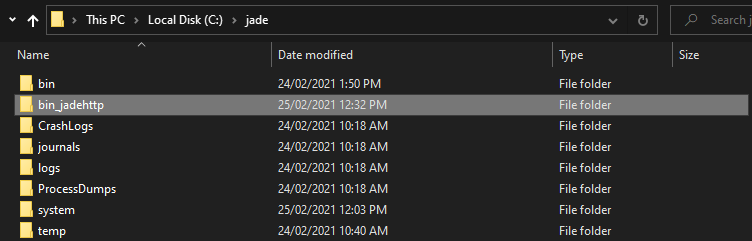 This PC > Local Disk (C:) > jade Search j
Name Date modified Type Size
bin 24/02/2021 1:50 PM File folder
bin_jadehttp 25/02/2021 12:32 PM File folder
CrashLogs 24/02/2021 10:18 AM File folder
journals 24/02/2021 10:18 AM File folder
logs 24/02/2021 10:18 AM File folder
ProcessDumps 24/02/2021 10:18 AM File folder
system 25/02/2021 12:03 PM File folder
temp 24/02/2021 10:40 AM File folder